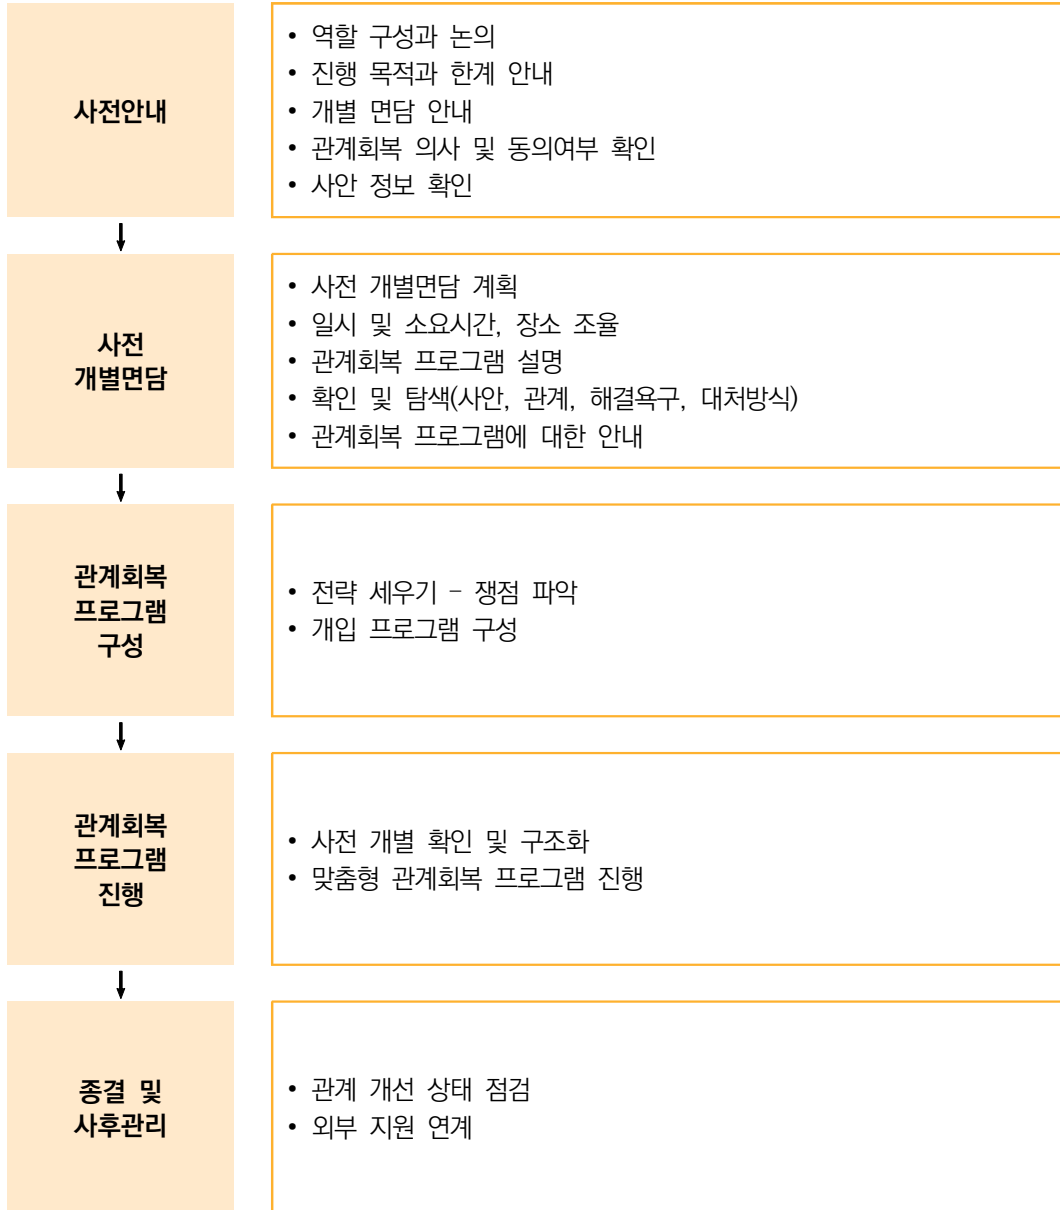 사전안내
• 역할 구성과 논의
• 진행 목적과 한계 안내
• 개별 면담 안내
• 관계회복 의사 및 동의여부 확인
• 사안 정보 확인
사전
개별면담
• 사전 개별면담 계획
• 일시 및 소요시간, 장소 조율
• 관계회복 프로그램 설명
• 확인 및 탐색(사안, 관계, 해결욕구, 대처방식)
• 관계회복 프로그램에 대한 안내
관계회복
프로그램
구성
• 전략 세우기 - 쟁점 파악
• 개입 프로그램 구성
관계회복
프로그램
진행
• 사전 개별 확인 및 구조화
• 맞춤형 관계회복 프로그램 진행
종결 및
사후관리
• 관계 개선 상태 점검
• 외부 지원 연계